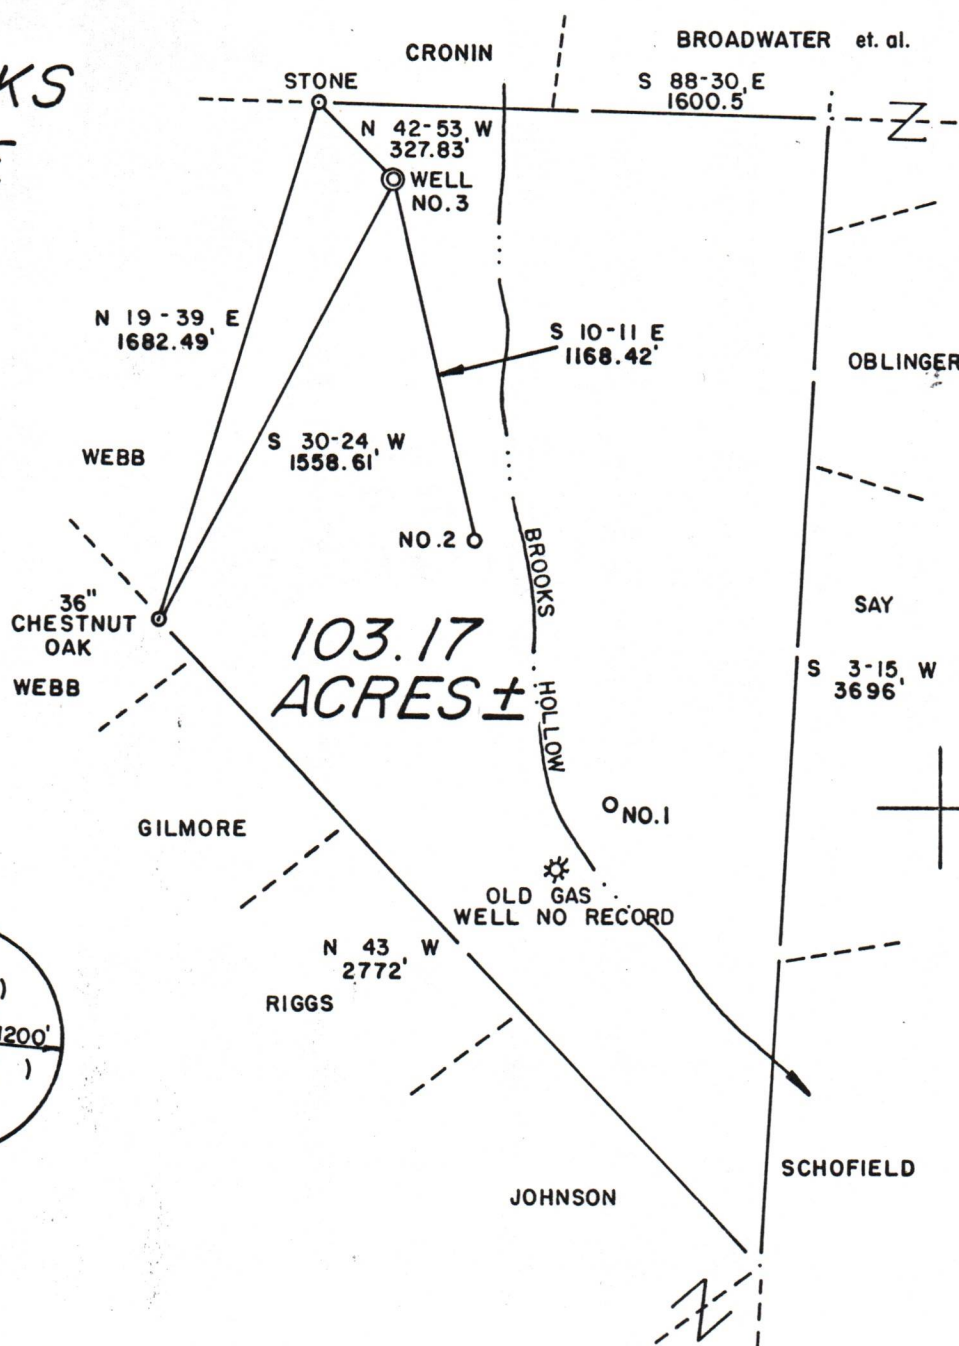 CRONIN
BROADWATER et. al.
KS
STONE
S 88-30 E
1600.5'
N 42-53 W
327.83'
WELL
NO.3
N 19-39 E
1682.49'
S 10-11 E
1168.42'
OBLINGER
WEBB
S 30-24 W
1558.61'
NO.2
BROOKS
HOLLOW
36"
CHESTNUT
OAK
WEBB
103.17
ACRES ±
SAY
S 3-15 W
3696'
GILMORE
NO.1
OLD GAS
WELL NO RECORD
N 43 W
2772'
RIGGS
)
1200'
)
JOHNSON
SCHOFIELD